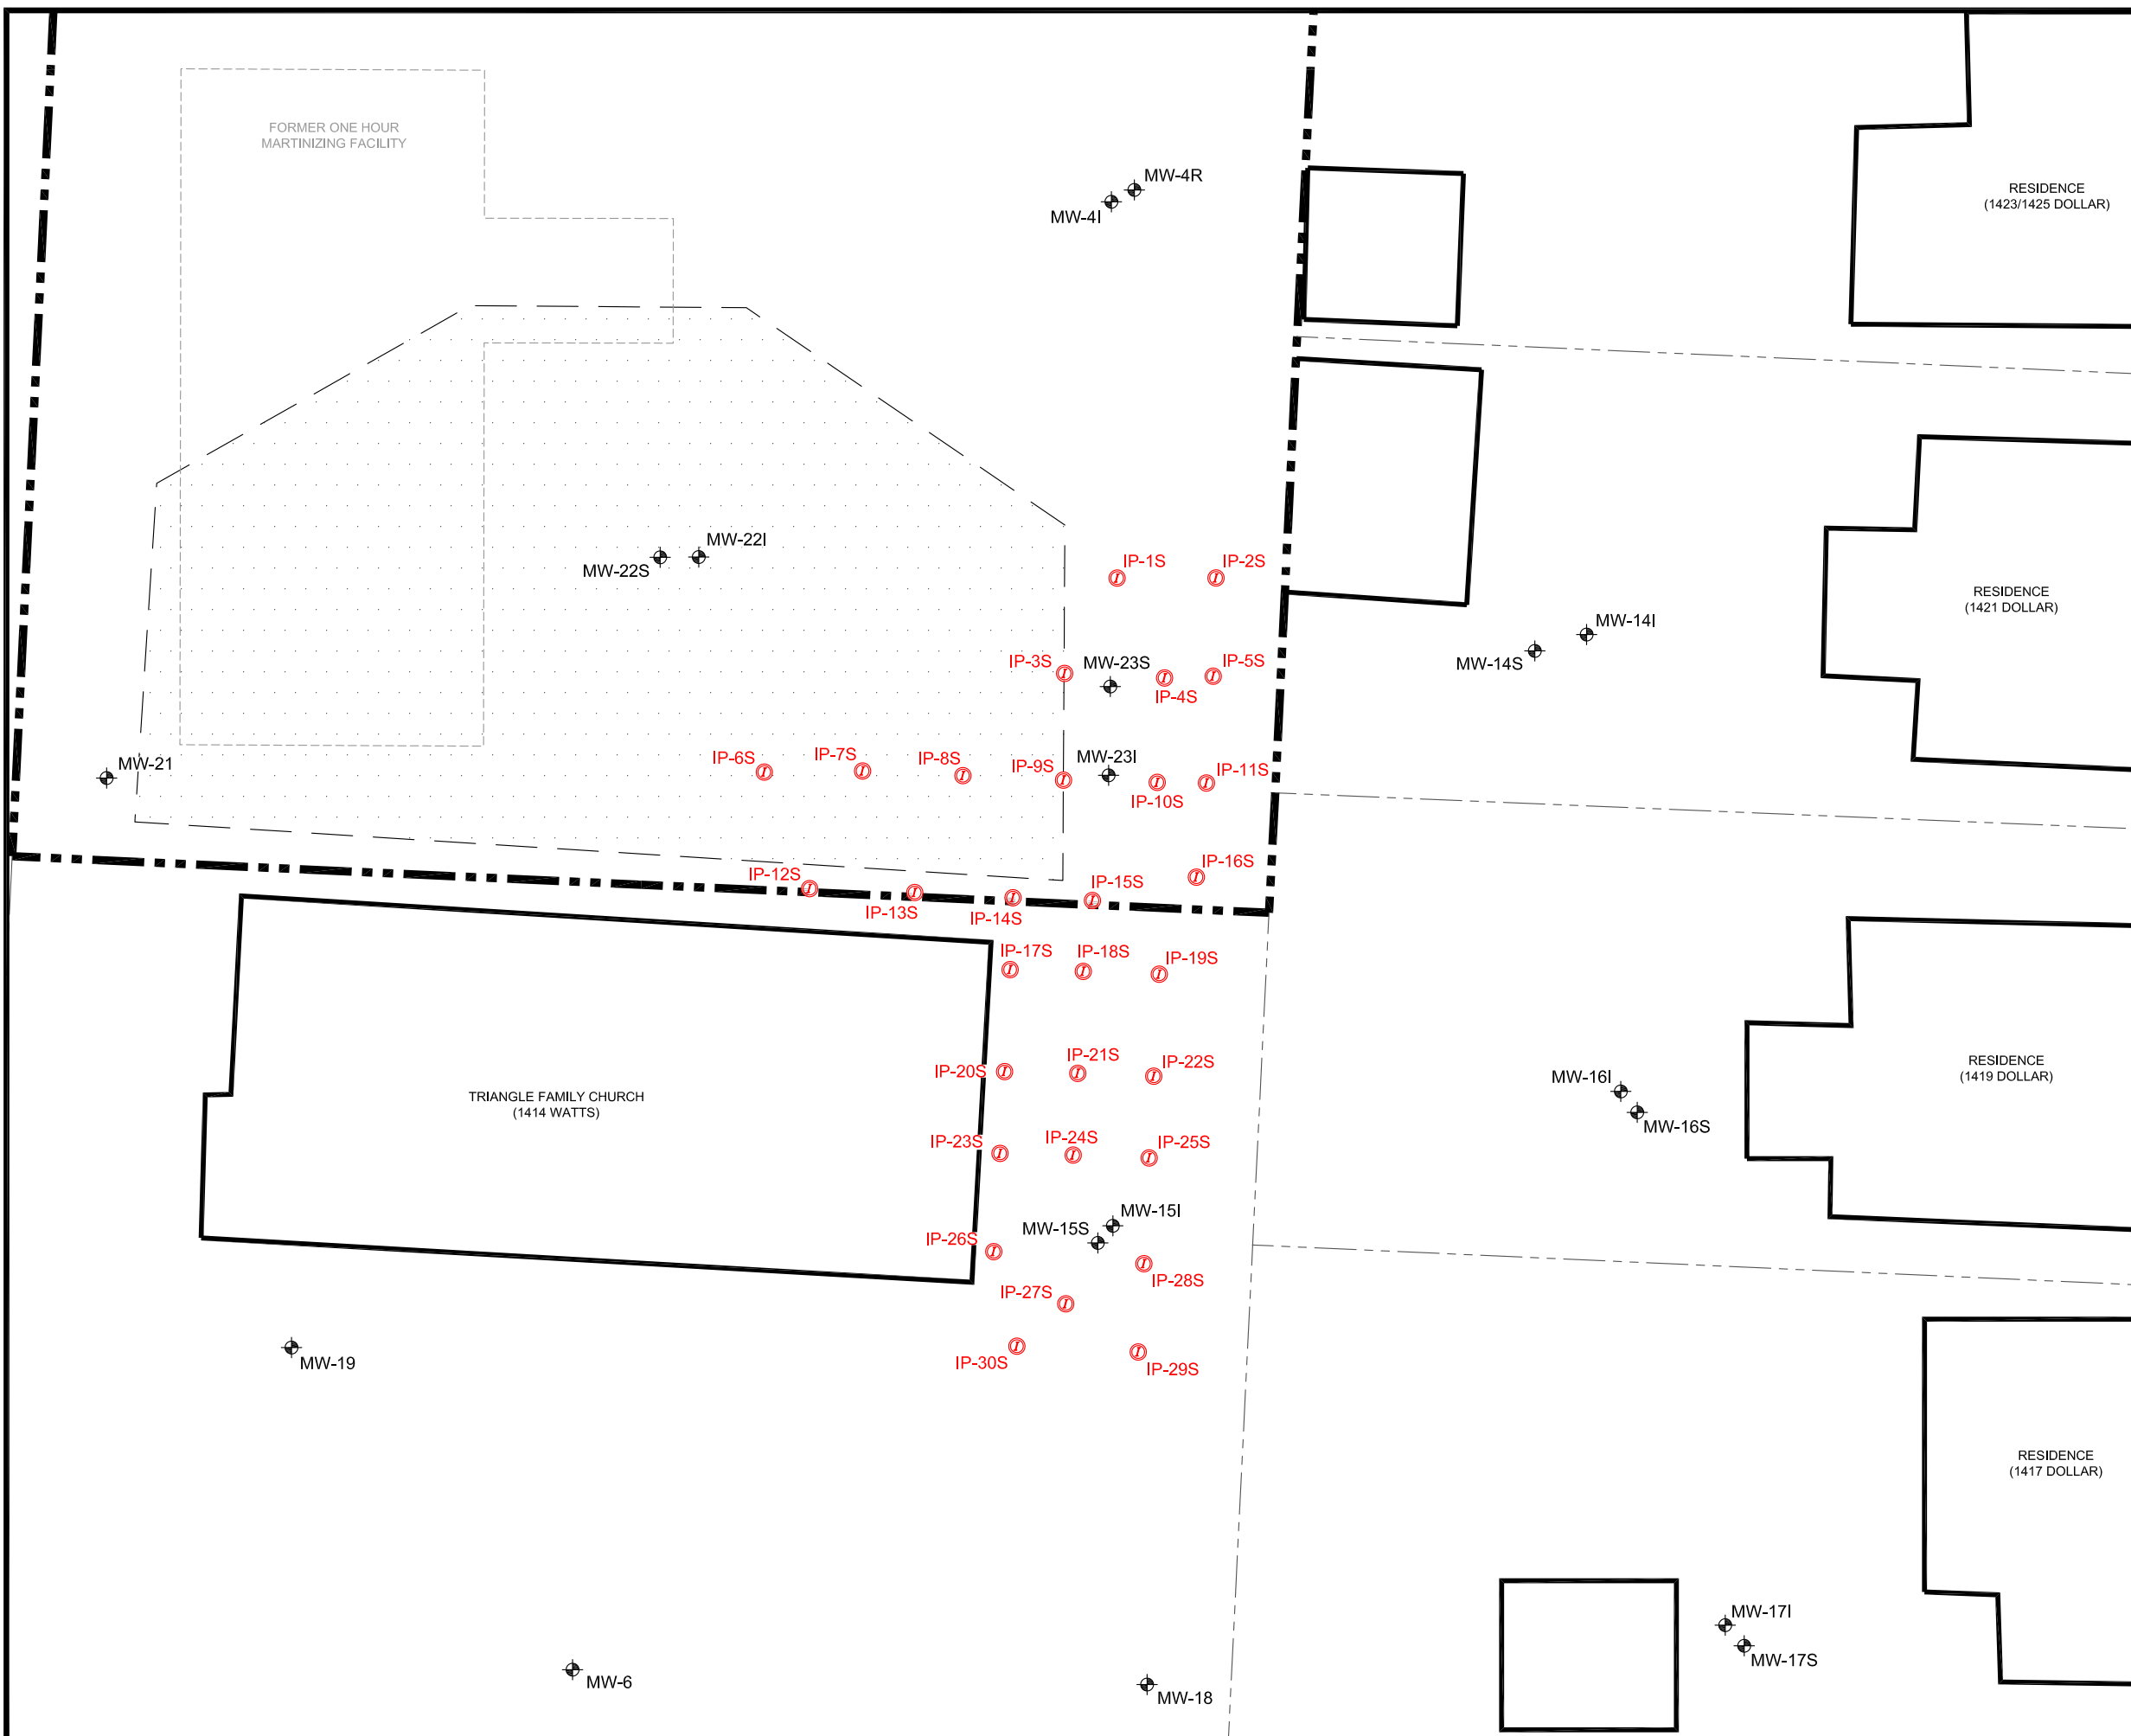 FORMER ONE HOUR
MARTINIZING FACILITY
MW-4R
MW-4I
RESIDENCE
(1423/1425 DOLLAR)
MW-22I
MW-22S
IP-1S
IP-2S
RESIDENCE
(1421 DOLLAR)
MW-14I
MW-14S
IP-3S
MW-23S
IP-5S
IP-4S
MW-21
IP-6S
IP-7S
IP-8S
IP-9S
MW-23I
IP-11S
IP-10S
IP-12S
IP-13S
IP-14S
IP-15S
IP-16S
IP-17S
IP-18S
IP-19S
IP-20S
IP-21S
IP-22S
TRIANGLE FAMILY CHURCH
(1414 WATTS)
RESIDENCE
(1419 DOLLAR)
MW-16I
MW-16S
IP-23S
IP-24S
IP-25S
MW-15I
MW-15S
IP-26S
IP-28S
IP-27S
IP-30S
IP-29S
MW-19
RESIDENCE
(1417 DOLLAR)
MW-17I
MW-17S
MW-6
MW-18